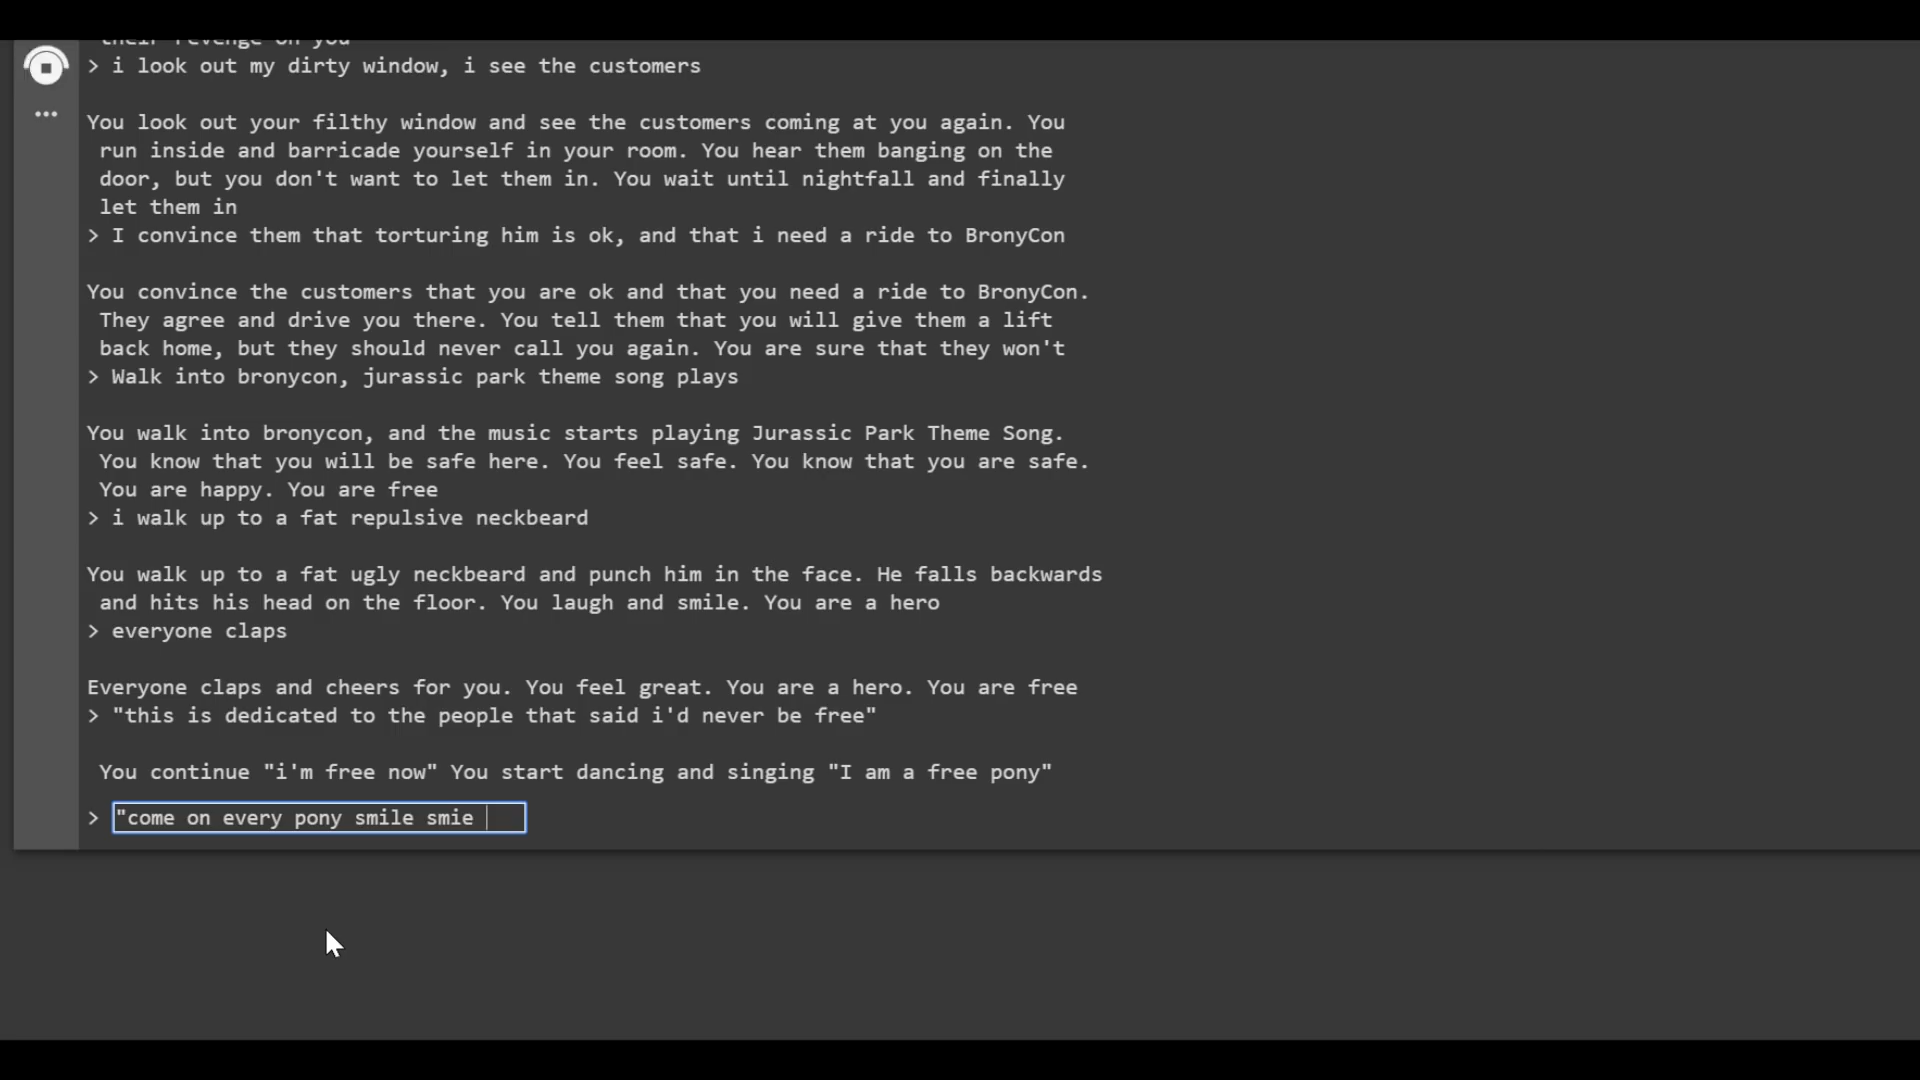 their revenge on you
> i look out my dirty window, i see the customers
You look out your filthy window and see the customers coming at you again. You
run inside and barricade yourself in your room. You hear them banging on the
door, but you don't want to let them in. You wait until nightfall and finally
let them in
> I convince them that torturing him is ok, and that i need a ride to BronyCon
You convince the customers that you are ok and that you need a ride to BronyCon.
They agree and drive you there. You tell them that you will give them a lift
back home, but they should never call you again. You are sure that they won't
> Walk into bronycon, jurassic park theme song plays
You walk into bronycon, and the music starts playing Jurassic Park Theme Song.
You know that you will be safe here. You feel safe. You know that you are safe.
You are happy. You are free
> i walk up to a fat repulsive neckbeard
You walk up to a fat ugly neckbeard and punch him in the face. He falls backwards
and hits his head on the floor. You laugh and smile. You are a hero
> everyone claps
Everyone claps and cheers for you. You feel great. You are a hero. You are free
> "this is dedicated to the people that said i'd never be free"
You continue "i'm free now" You start dancing and singing "I am a free pony"
> "come on every pony smile smie